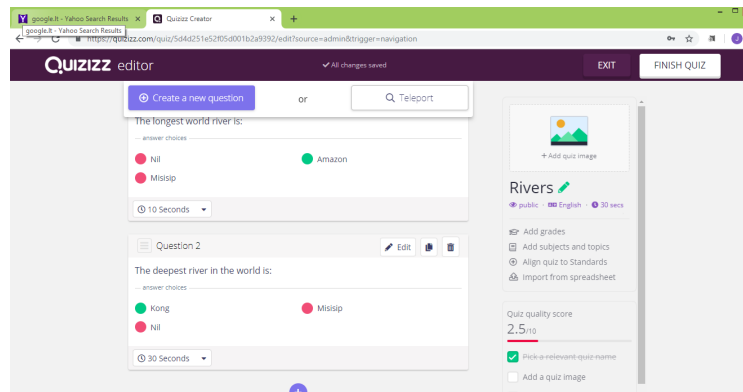 google.lt - Yahoo Search Results
Quizizz Creator
google.lt - Yahoo Search Results
https://quizizz.com/quiz/5d4d251e52f05d001b2a9392/edit?source=admin&trigger=navigation
J
QUIZIZZ editor
All changes saved
EXIT
FINISH QUIZ
Create a new question
or
Teleport
The longest world river is:
answer choices
Nil
Amazon
Misisip
10 Seconds
Question 2
Edit
The deepest river in the world is:
answer choices
Kong
Misisip
Nil
30 Seconds
+ Add quiz image
Rivers
public · English · 30 secs
Add grades
Add subjects and topics
Align quiz to Standards
Import from spreadsheet
Quiz quality score
2.5/10
Pick a relevant quiz name
Add a quiz image